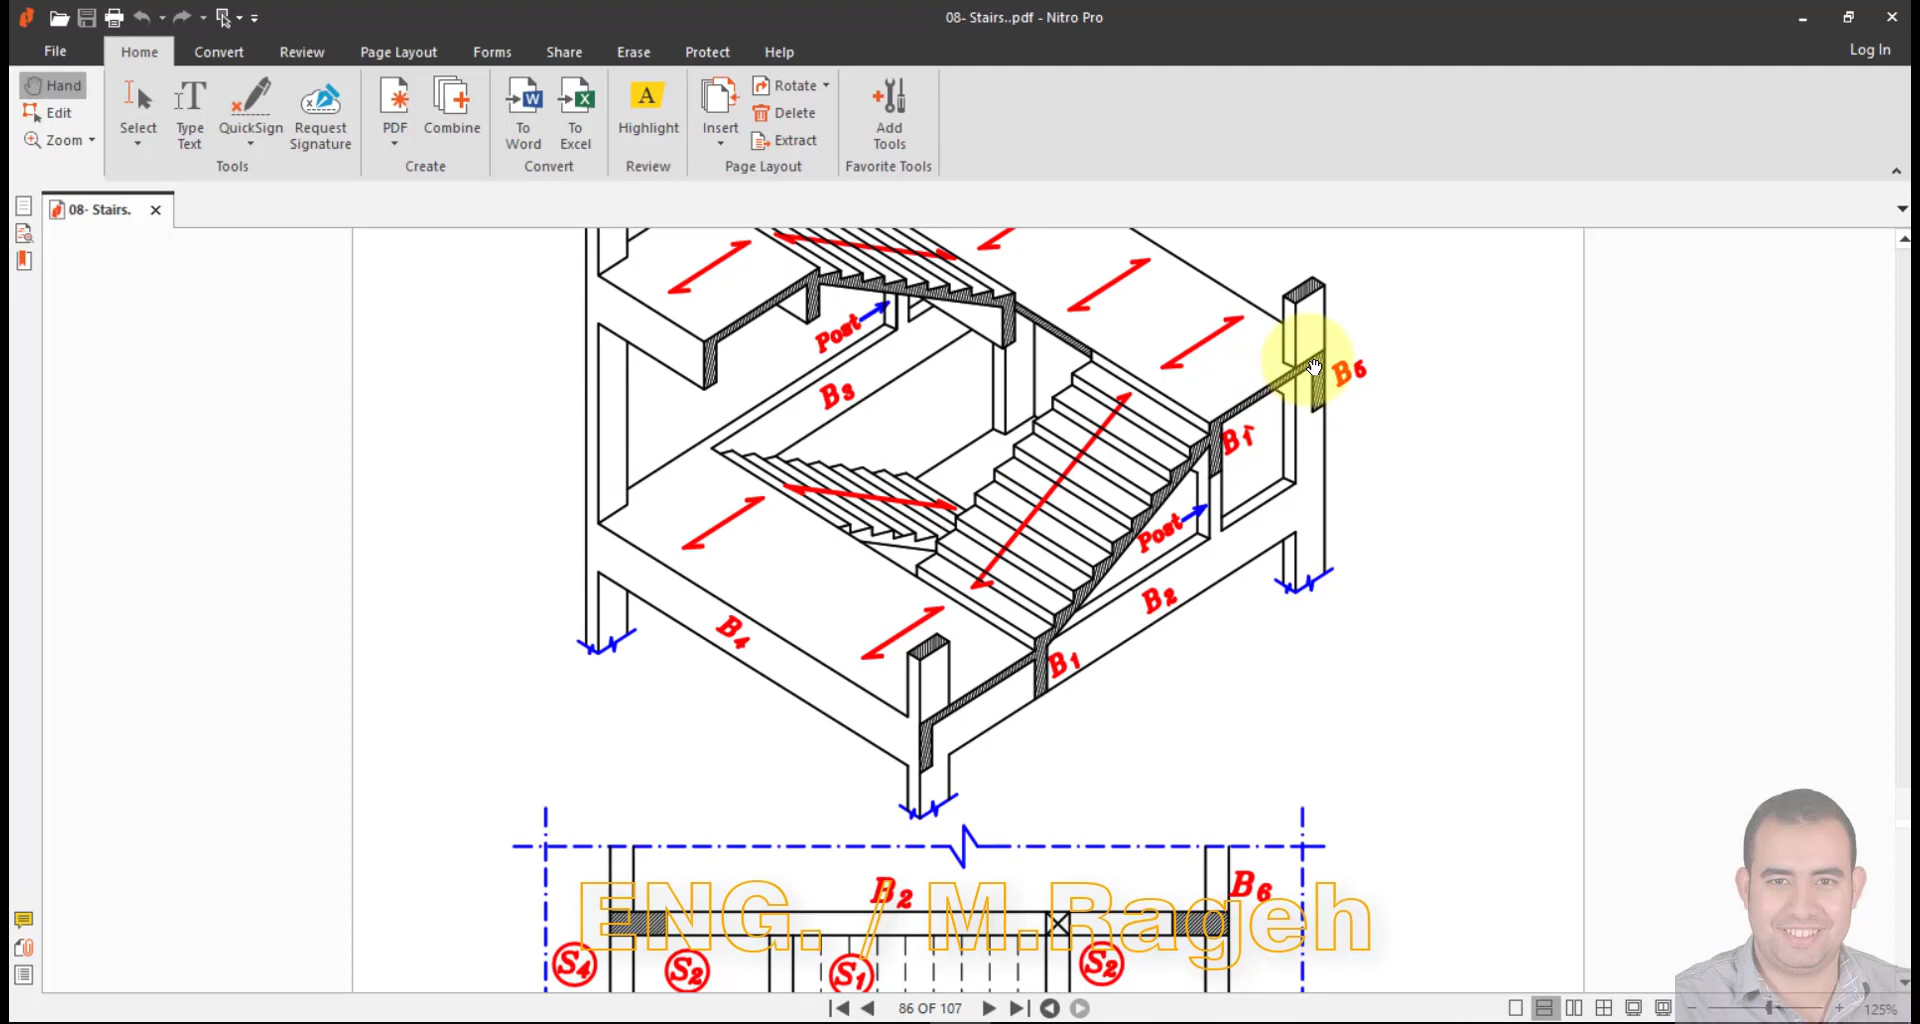 08- Stairs..pdf - Nitro Pro
File
Home
Convert
Review
Page Layout
Forms
Share
Erase
Protect
Help
Log In
Hand
Edit
Zoom
Select
Type Text
QuickSign
Request Signature
Tools
PDF
Combine
Create
To Word
To Excel
Convert
Highlight
Review
Insert
Rotate
Delete
Extract
Page Layout
Add Tools
Favorite Tools
08- Stairs.
Post
B3
B5
B1
Post
B2
B4
B1
B2
B6
ENG. / M.Rageh
S4
S2
S1
S2
86 OF 107
125%